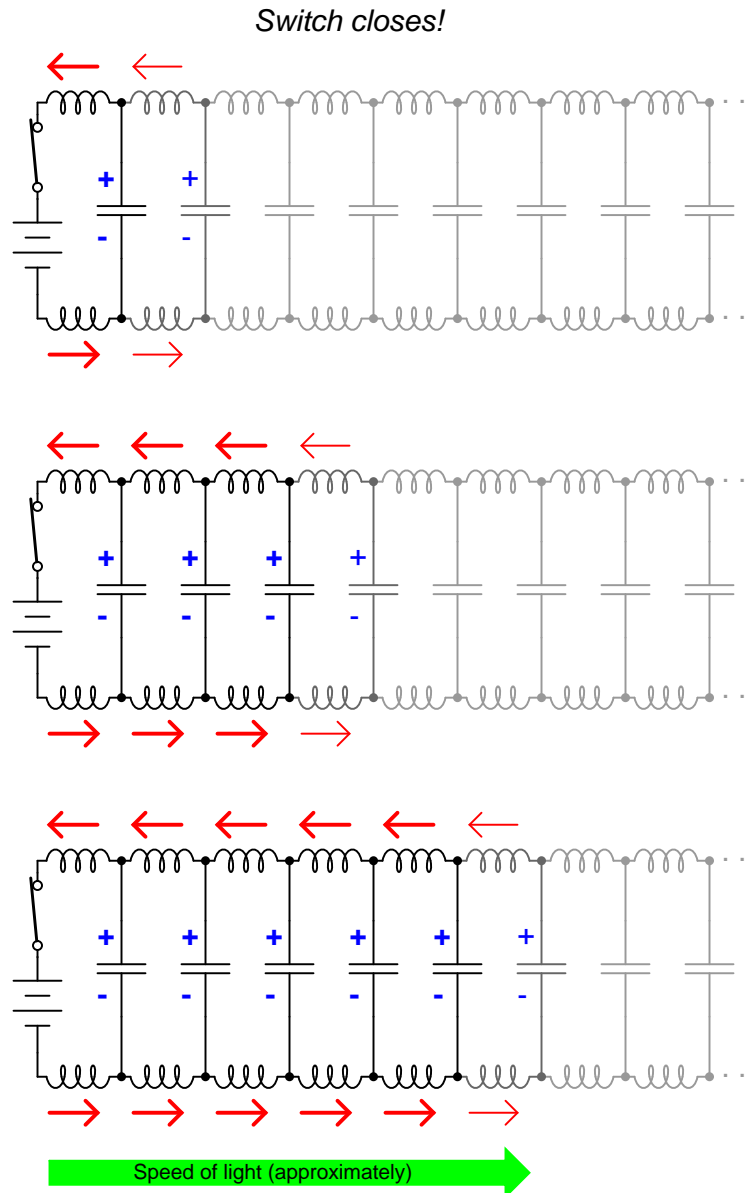 Switch closes!
+ +
- -
+ + + +
- - - -
+ + + + + +
- - - - - -
Speed of light (approximately)